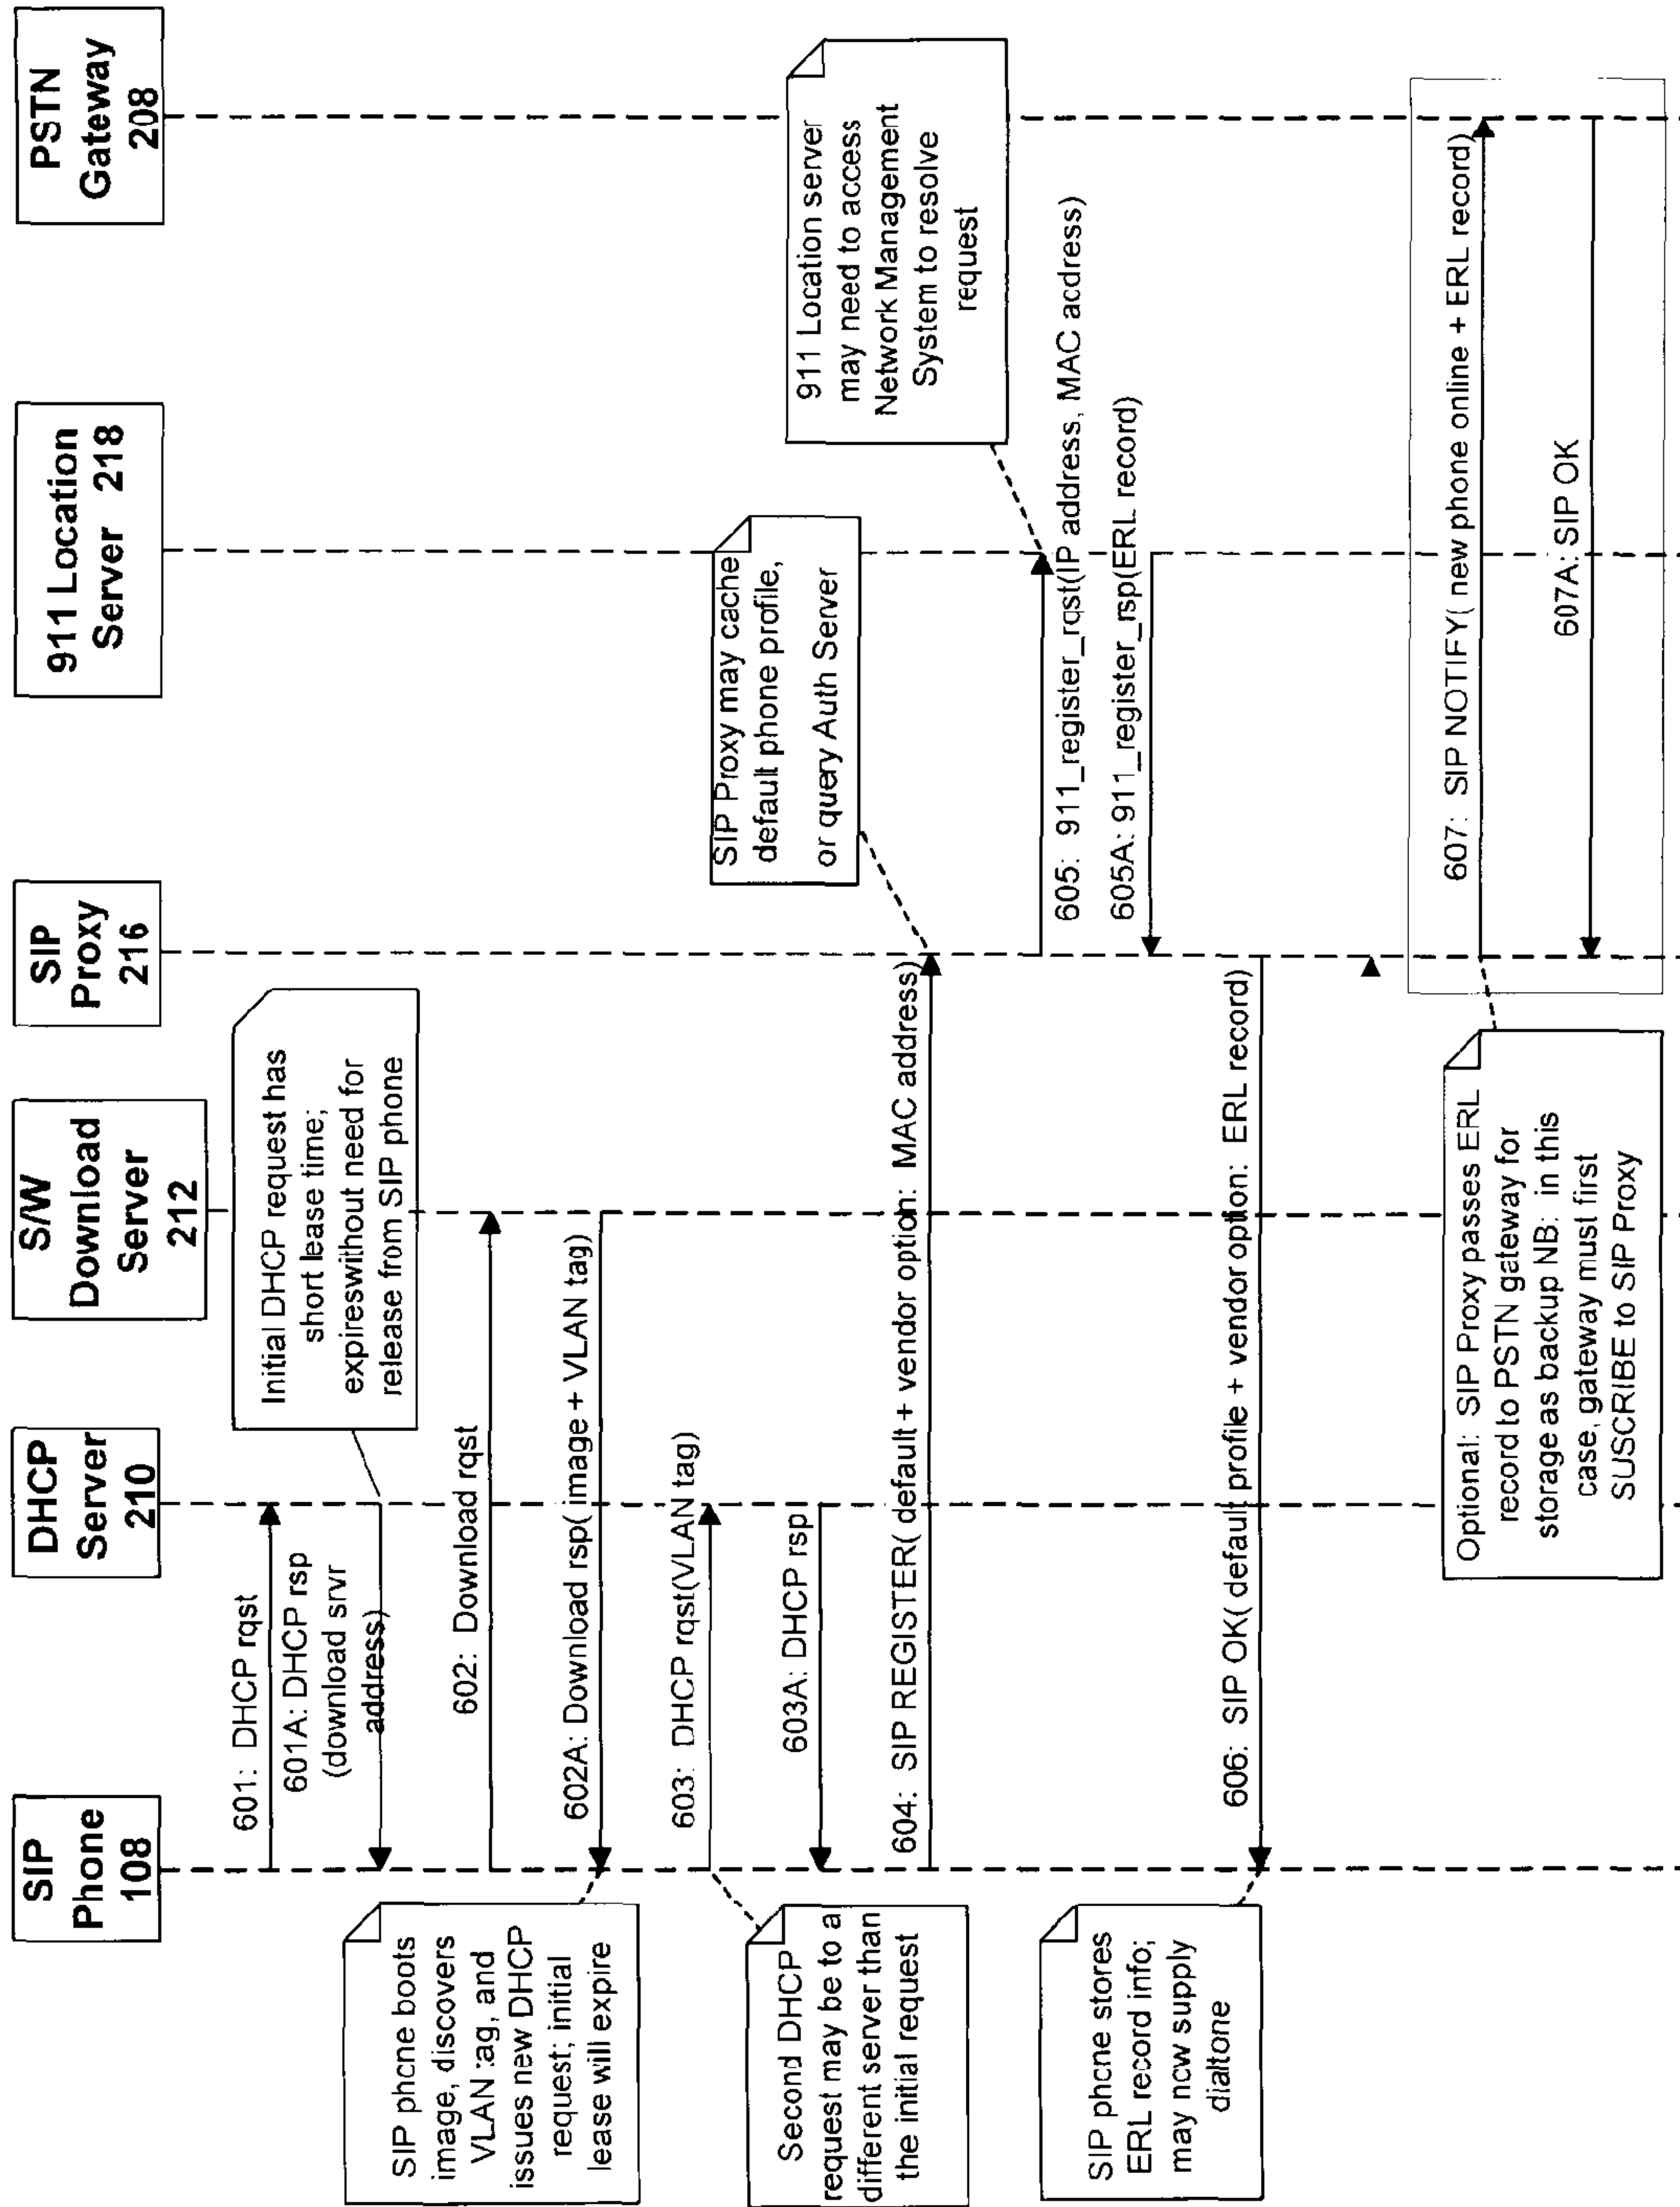 SIP
Phone
108
DHCP
Server
210
S/W
Download
Server
212
SIP
Proxy
216
911 Location
Server 218
PSTN
Gateway
208
601: DHCP rqst
601A: DHCP rsp
(download srvr
address)
Initial DHCP request has
short lease time;
expireswithout need for
release from SIP phone
602: Download rqst
602A: Download rsp( image + VLAN tag)
SIP phone boots
image, discovers
VLAN tag, and
issues new DHCP
request; initial
lease will expire
603: DHCP rqst(VLAN tag)
603A: DHCP rsp
Second DHCP
request may be to a
different server than
the initial request
SIP Proxy may cache
default phone profile,
or query Auth Server
604: SIP REGISTER( default + vendor option: MAC address)
911 Location server
may need to access
Network Management
System to resolve
request
605: 911_register_rqst(IP address, MAC address)
605A: 911_register_rsp(ERL record)
606: SIP OK( default profile + vendor option: ERL record)
SIP phone stores
ERL record info;
may now supply
dialtone
607: SIP NOTIFY( new phone online + ERL record)
607A: SIP OK
Optional: SIP Proxy passes ERL
record to PSTN gateway for
storage as backup NB: in this
case, gateway must first
SUSCRIBE to SIP Proxy